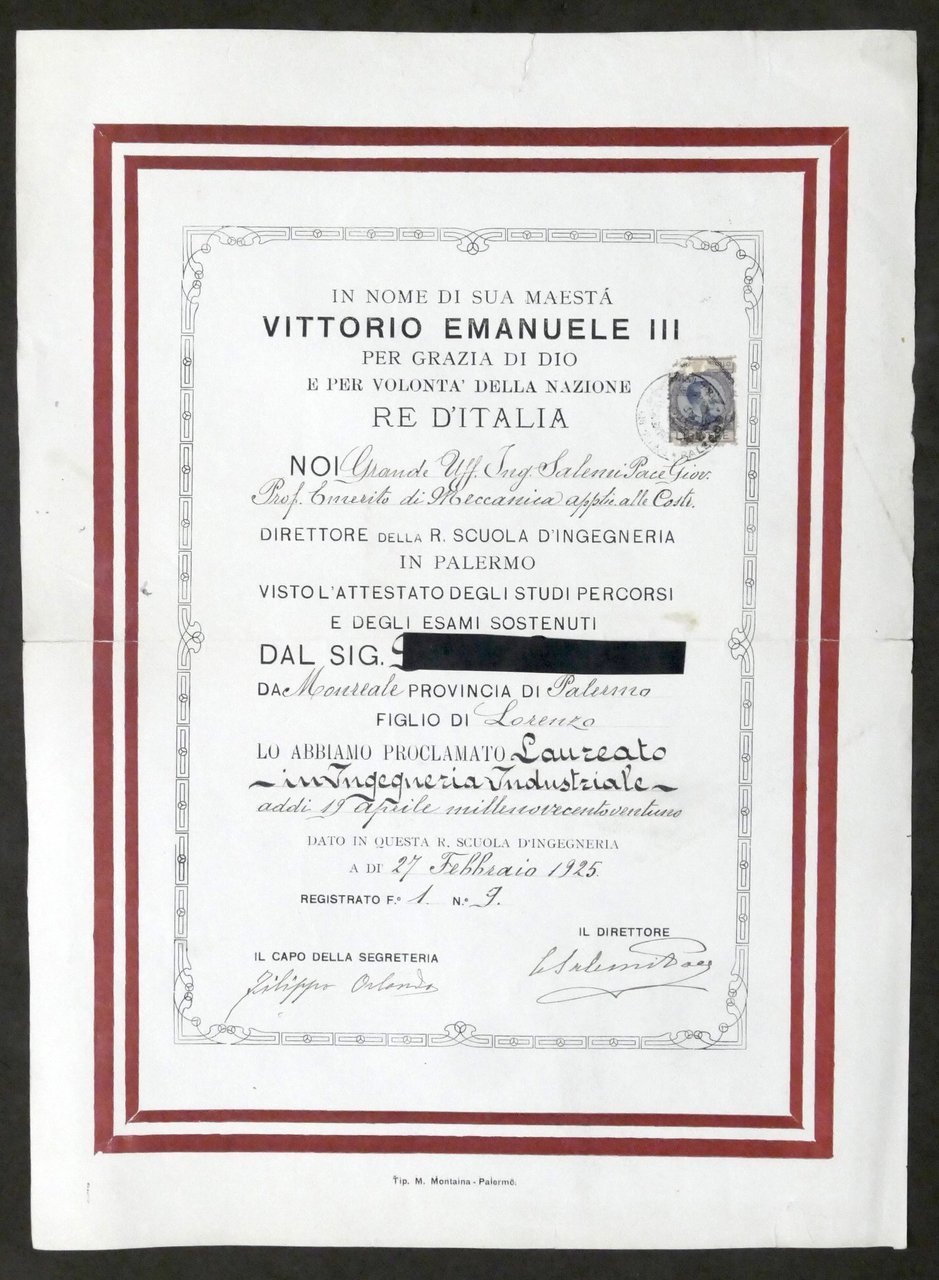 IN NOME DI SUA MAESTÁ
VITTORIO EMANUELE III
PER GRAZIA DI DIO
E PER VOLONTA' DELLA NAZIONE
RE D'ITALIA
NOI Grande Uff. Ing. Salemi Pace Giov.
Prof. Emerito di Meccanica applic. alle Costr.
DIRETTORE DELLA R. SCUOLA D'INGEGNERIA
IN PALERMO
VISTO L'ATTESTATO DEGLI STUDI PERCORSI
E DEGLI ESAMI SOSTENUTI
DAL SIG.
DA Monreale PROVINCIA DI Palermo
FIGLIO DI Lorenzo
LO ABBIAMO PROCLAMATO Laureato
in Ingegneria Industriale
addi 19 aprile millenovecentoventuno
DATO IN QUESTA R. SCUOLA D'INGEGNERIA
A DI' 27 Febbraio 1925.
REGISTRATO F.º 1. N.º 9.
IL DIRETTORE
IL CAPO DELLA SEGRETERIA
GSalemiPace
Filippo Orlando
Tip. M. Montaina - Palermo.